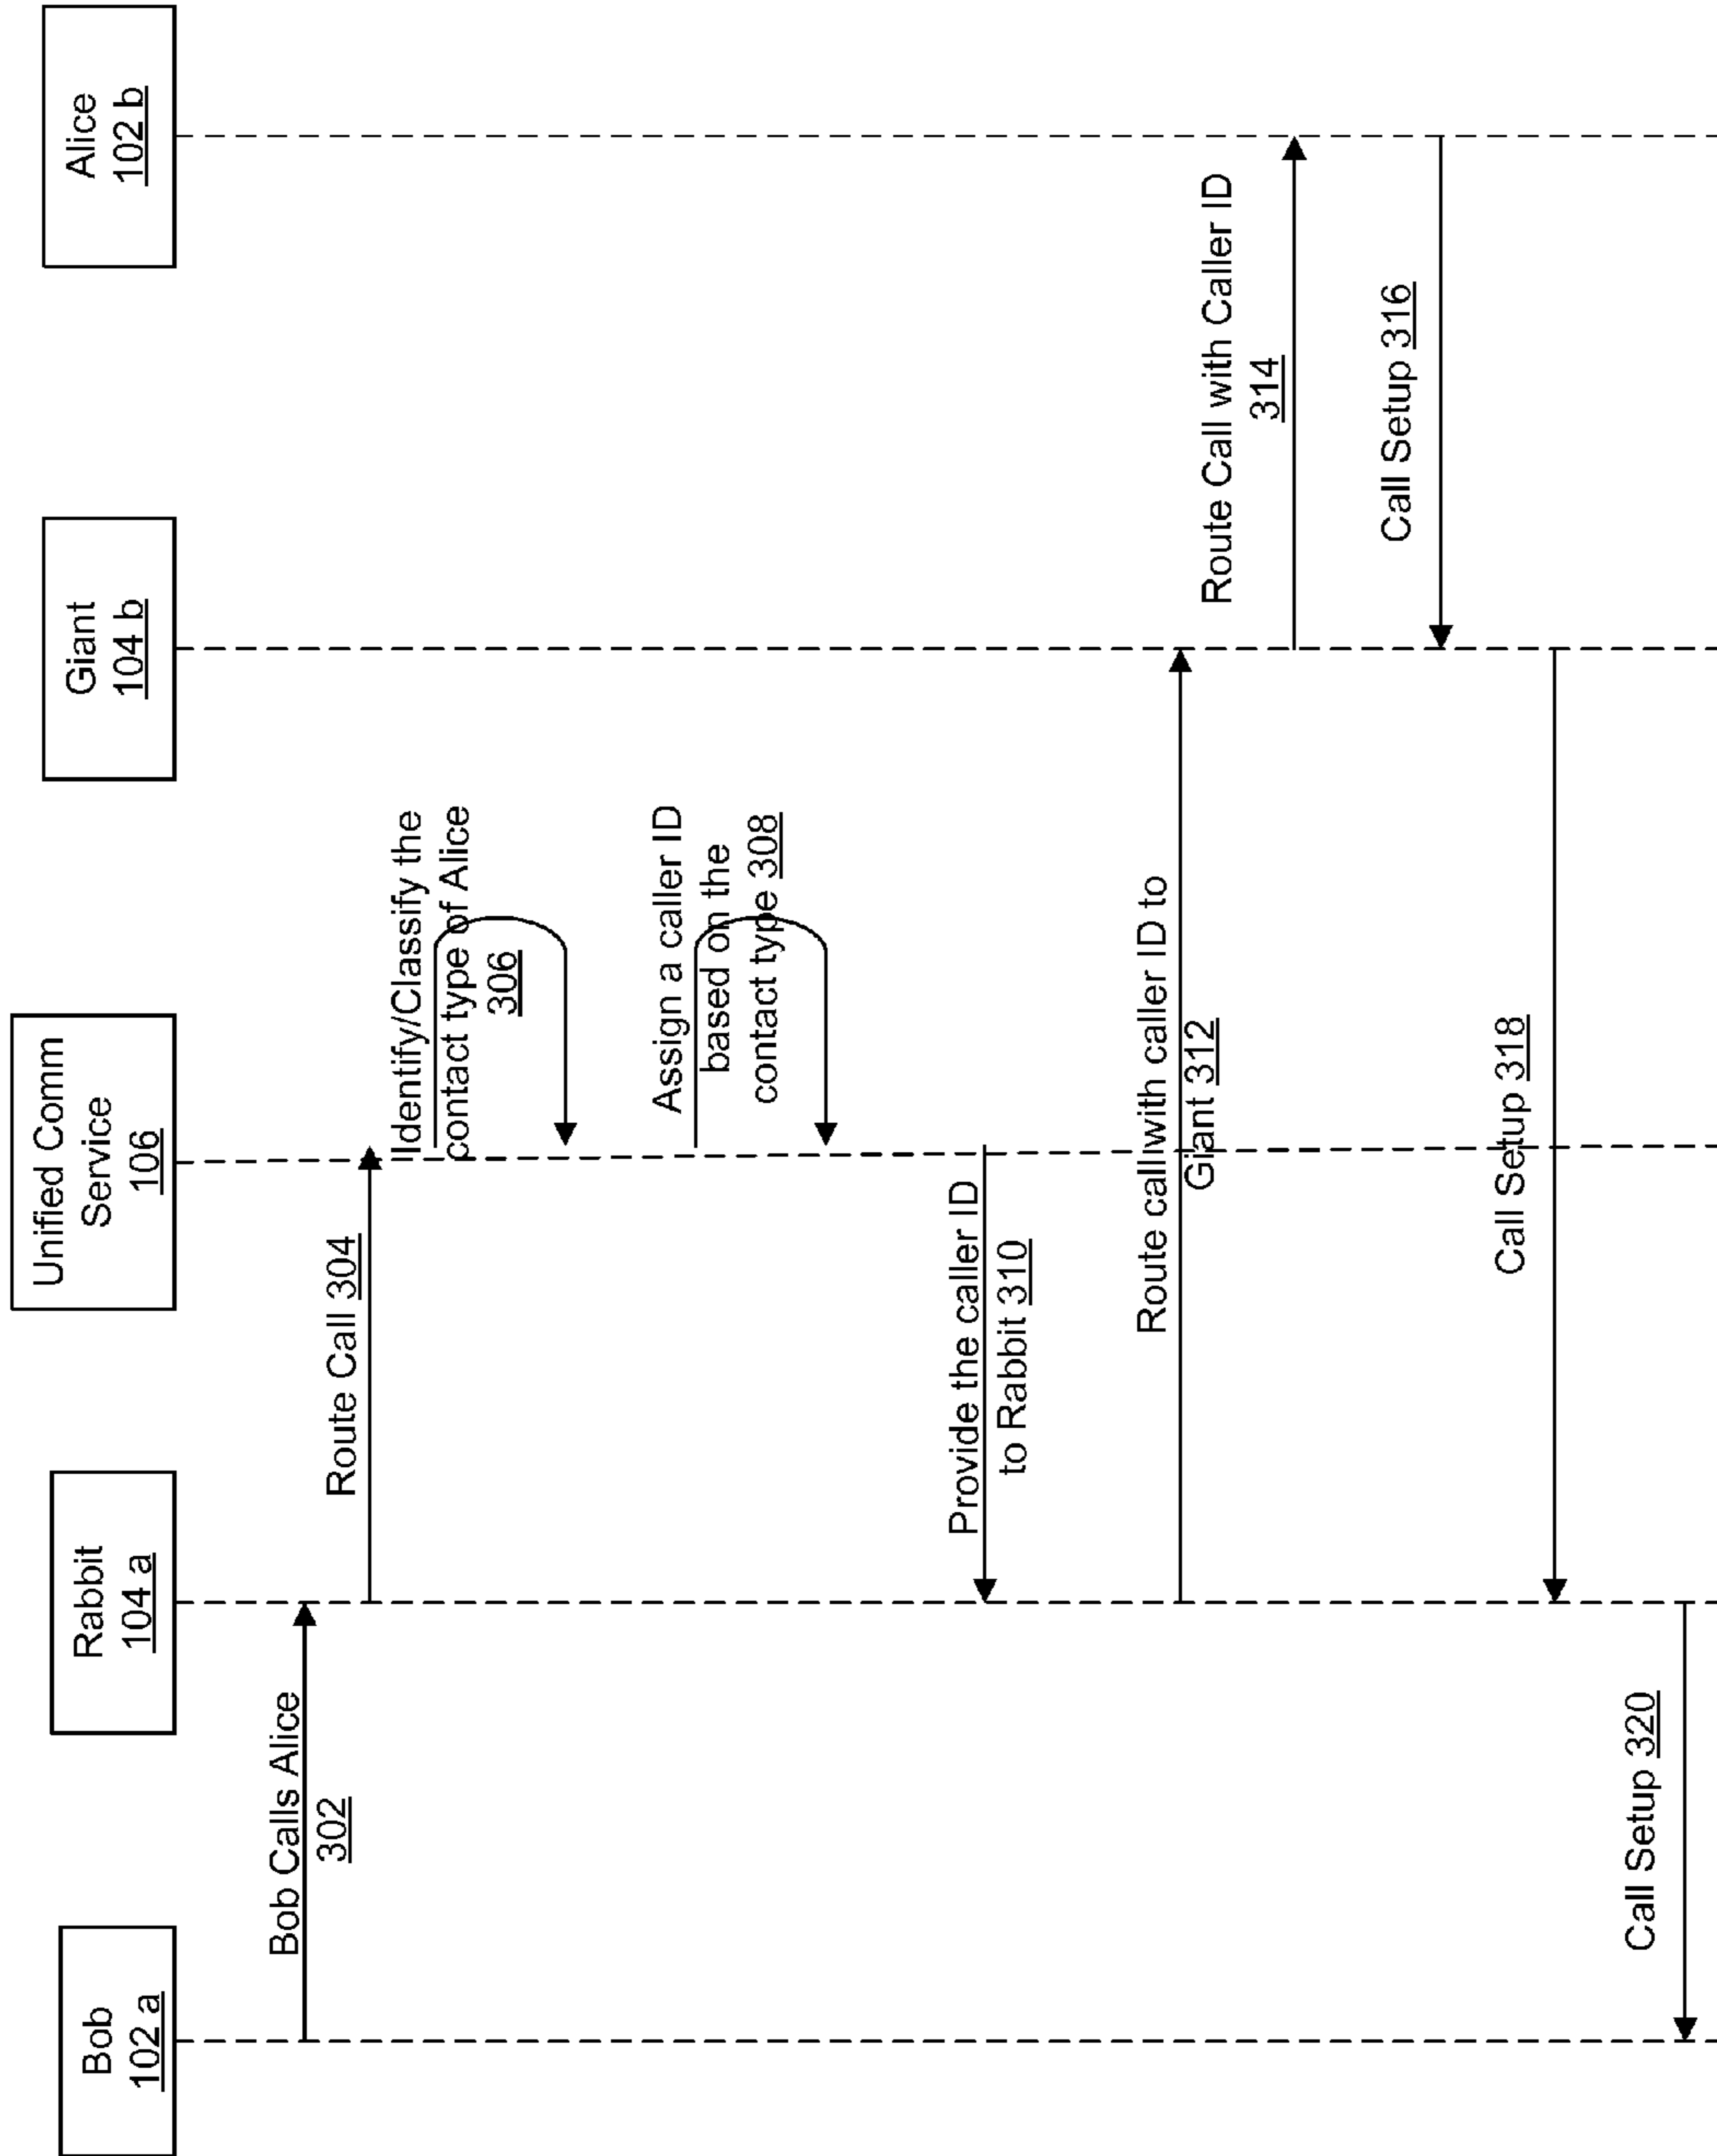 Bob
102 a
Rabbit
104 a
Unified Comm
Service
106
Giant
104 b
Alice
102 b
Bob Calls Alice
302
Route Call 304
Identify/Classify the
contact type of Alice
306
Assign a caller ID
based on the
contact type 308
Provide the caller ID
to Rabbit 310
Route callwith caller ID to
Giant 312
Route Call with Caller ID
314
Call Setup 316
Call Setup 318
Call Setup 320